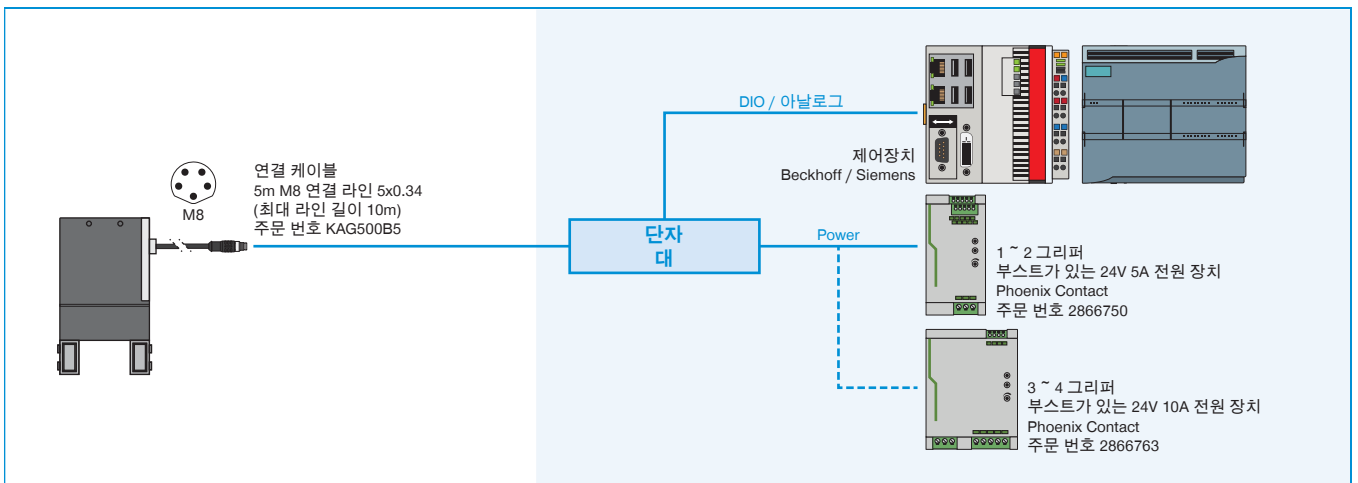 M8
연결 케이블
5m M8 연결 라인 5x0.34
(최대 라인 길이 10m)
주문 번호 KAG500B5
단자
대
DIO / 아날로그
제어장치
Beckhoff / Siemens
Power
1 ~ 2 그리퍼
부스트가 있는 24V 5A 전원 장치
Phoenix Contact
주문 번호 2866750
3 ~ 4 그리퍼
부스트가 있는 24V 10A 전원 장치
Phoenix Contact
주문 번호 2866763